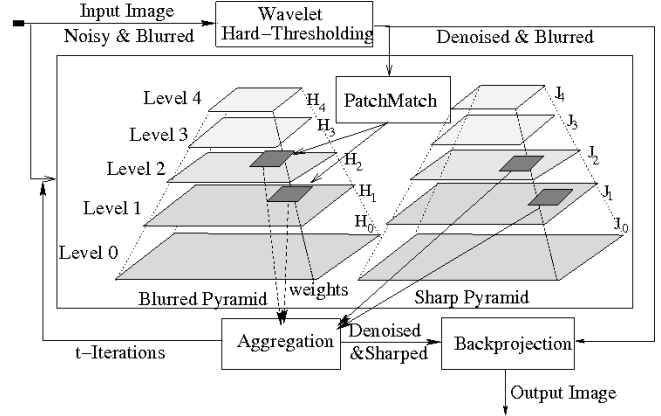 Input Image
Noisy & Blurred
Wavelet
Hard-Thresholding
Denoised & Blurred
PatchMatch
Level 4
H4
J4
Level 3
H3
J3
Level 2
H2
J2
Level 1
H1
J1
Level 0
H0
J0
weights
Blurred Pyramid
Sharp Pyramid
Aggregation
Denoised
&Sharped
Backprojection
t-Iterations
Output Image